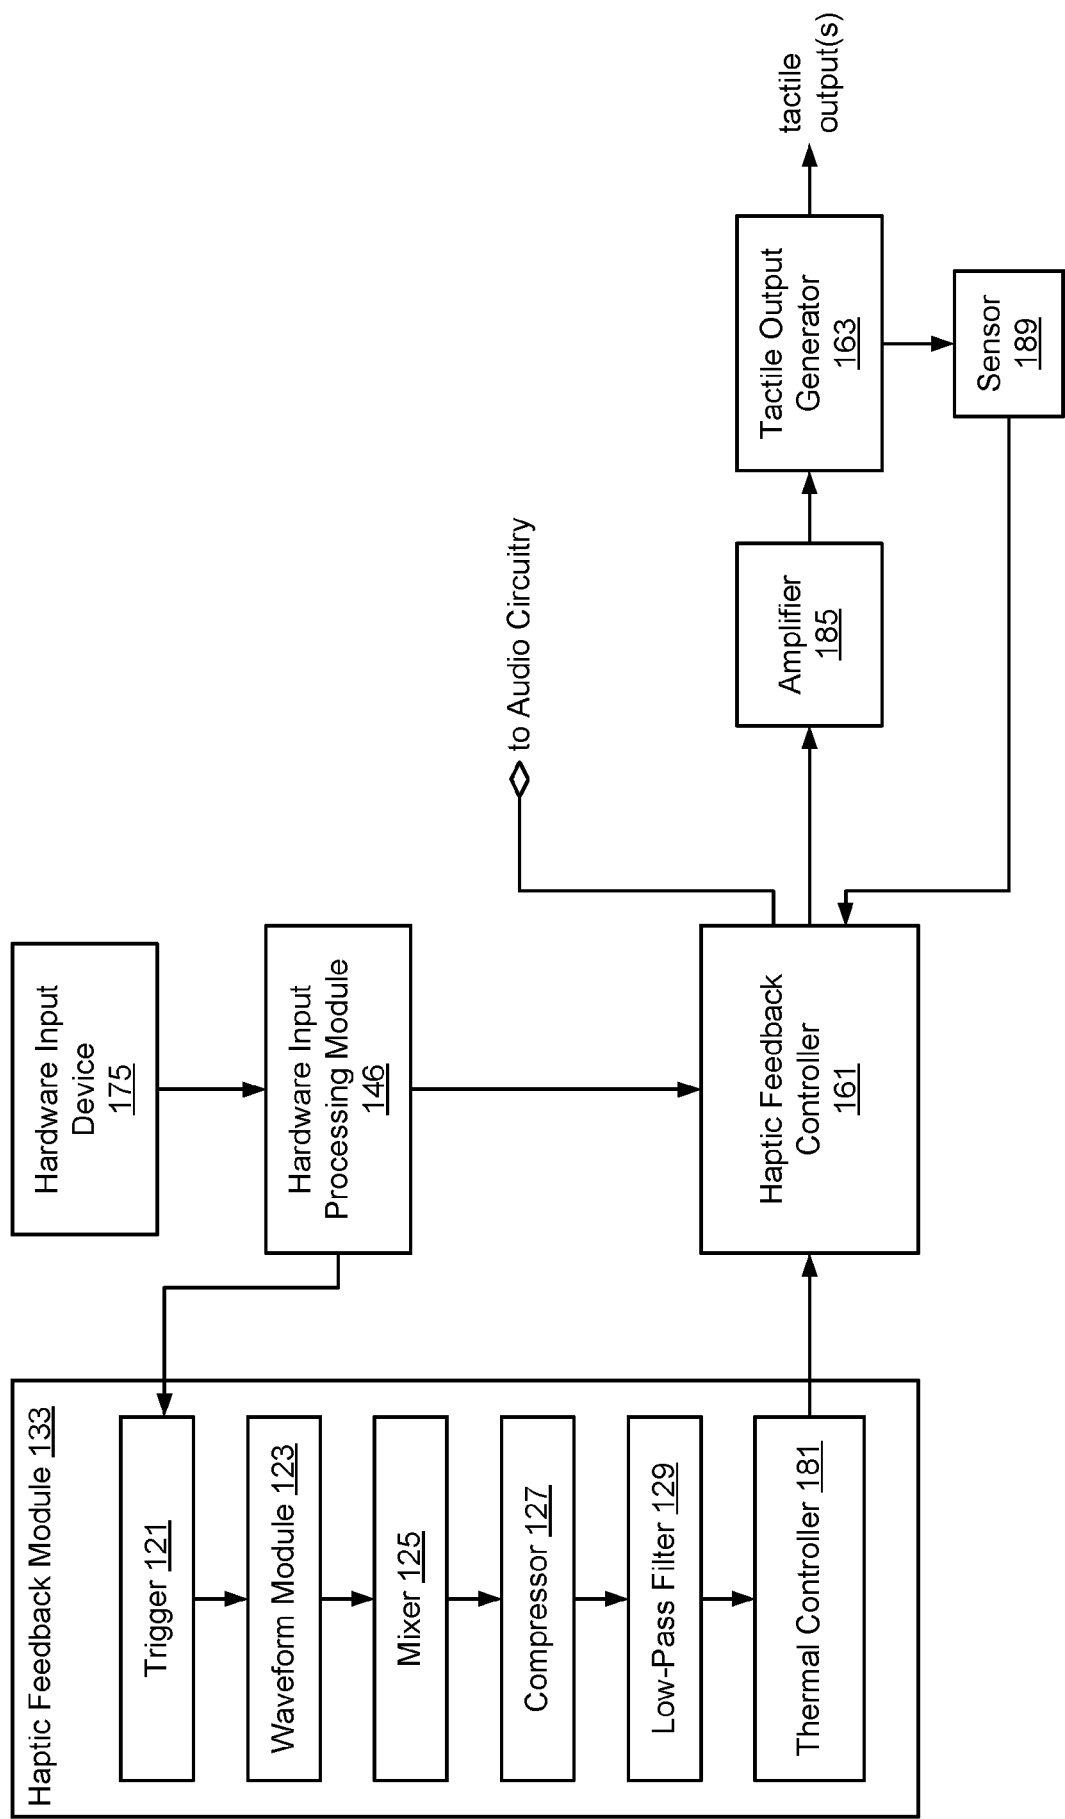 Haptic Feedback Module 133
Trigger 121
Waveform Module 123
Mixer 125
Compressor 127
Low-Pass Filter 129
Thermal Controller 181
Hardware Input
Device
175
Hardware Input
Processing Module
146
Haptic Feedback
Controller
161
to Audio Circuitry
Amplifier
185
Tactile Output
Generator
163
Sensor
189
tactile
output(s)